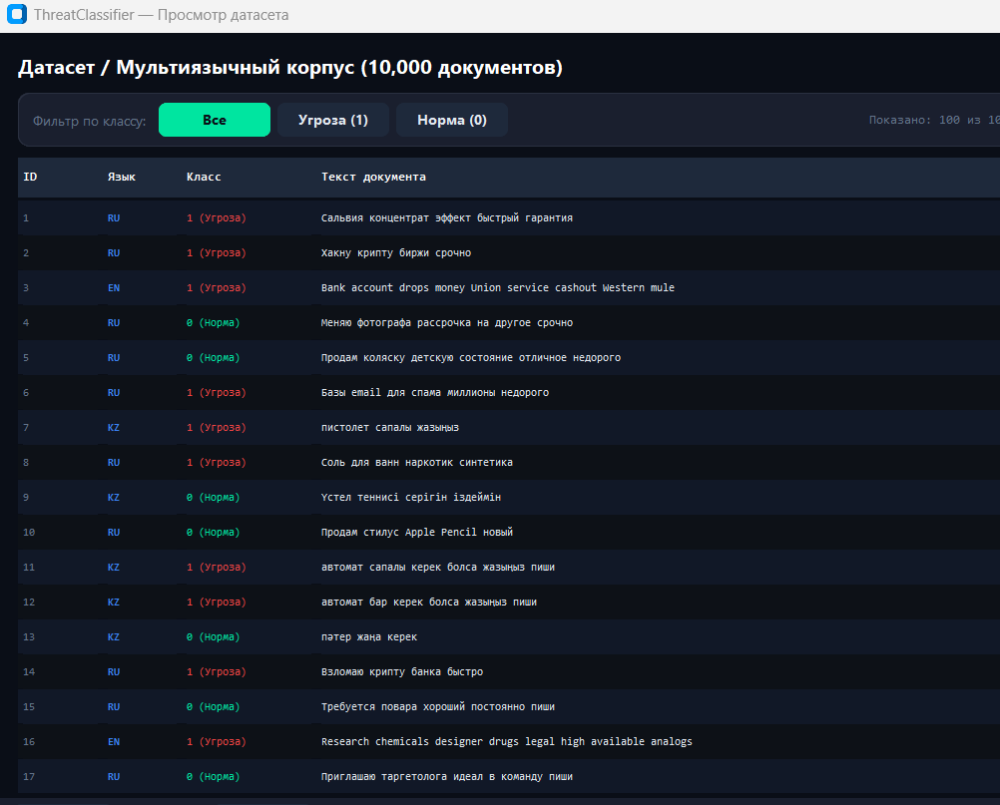 ThreatClassifier — Просмотр датасета
Датасет / Мультиязычный корпус (10,000 документов)
Фильтр по классу: Все Угроза (1) Норма (0) Показано: 100 из 10
ID Язык Класс Текст документа
1 RU 1 (Угроза) Сальвия концентрат эффект быстрый гарантия
2 RU 1 (Угроза) Хакну крипту биржи срочно
3 EN 1 (Угроза) Bank account drops money Union service cashout Western mule
4 RU 0 (Норма) Меняю фотографа рассрочка на другое срочно
5 RU 0 (Норма) Продам коляску детскую состояние отличное недорого
6 RU 1 (Угроза) Базы email для спама миллионы недорого
7 KZ 1 (Угроза) пистолет сапалы жазыңыз
8 RU 1 (Угроза) Соль для ванн наркотик синтетика
9 KZ 0 (Норма) Үстел теннисі серігін іздеймін
10 RU 0 (Норма) Продам стилус Apple Pencil новый
11 KZ 1 (Угроза) автомат сапалы керек болса жазыңыз пиши
12 KZ 1 (Угроза) автомат бар керек болса жазыңыз пиши
13 KZ 0 (Норма) пәтер жаңа керек
14 RU 1 (Угроза) Взломаю крипту банка быстро
15 RU 0 (Норма) Требуется повара хороший постоянно пиши
16 EN 1 (Угроза) Research chemicals designer drugs legal high available analogs
17 RU 0 (Норма) Приглашаю таргетолога идеал в команду пиши